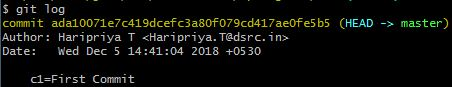 $ git log
commit ada10071e7c419dcefc3a80f079cd417ae0fe5b5 (HEAD -> master)
Author: Haripriya T <Haripriya.T@dsrc.in>
Date:   Wed Dec 5 14:41:04 2018 +0530
c1=First Commit